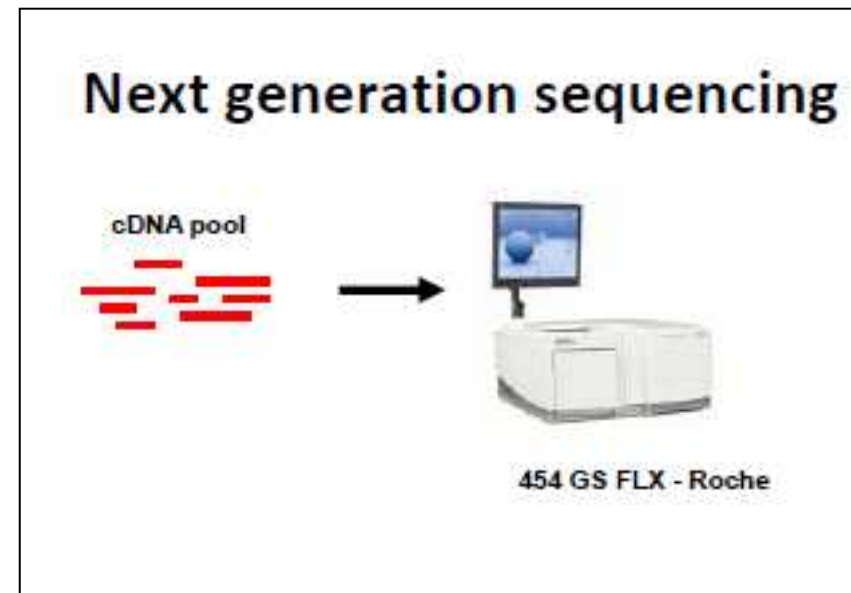 Next generation sequencing
cDNA pool
454 GS FLX - Roche